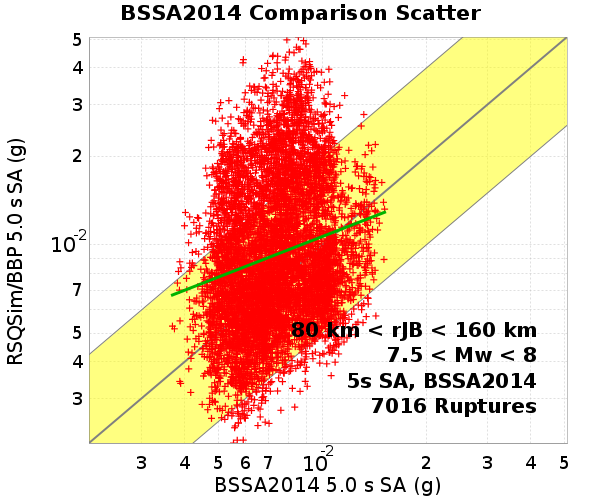 BSSA2014 Comparison Scatter
RSQSim/BBP 5.0 s SA (g)
5
4
3
2
10-2
7
5
4
3
80 km < rJB < 160 km
7.5 < Mw < 8
5s SA, BSSA2014
7016 Ruptures
3 4 5 6 7 10-2 2 3 4 5
BSSA2014 5.0 s SA (g)